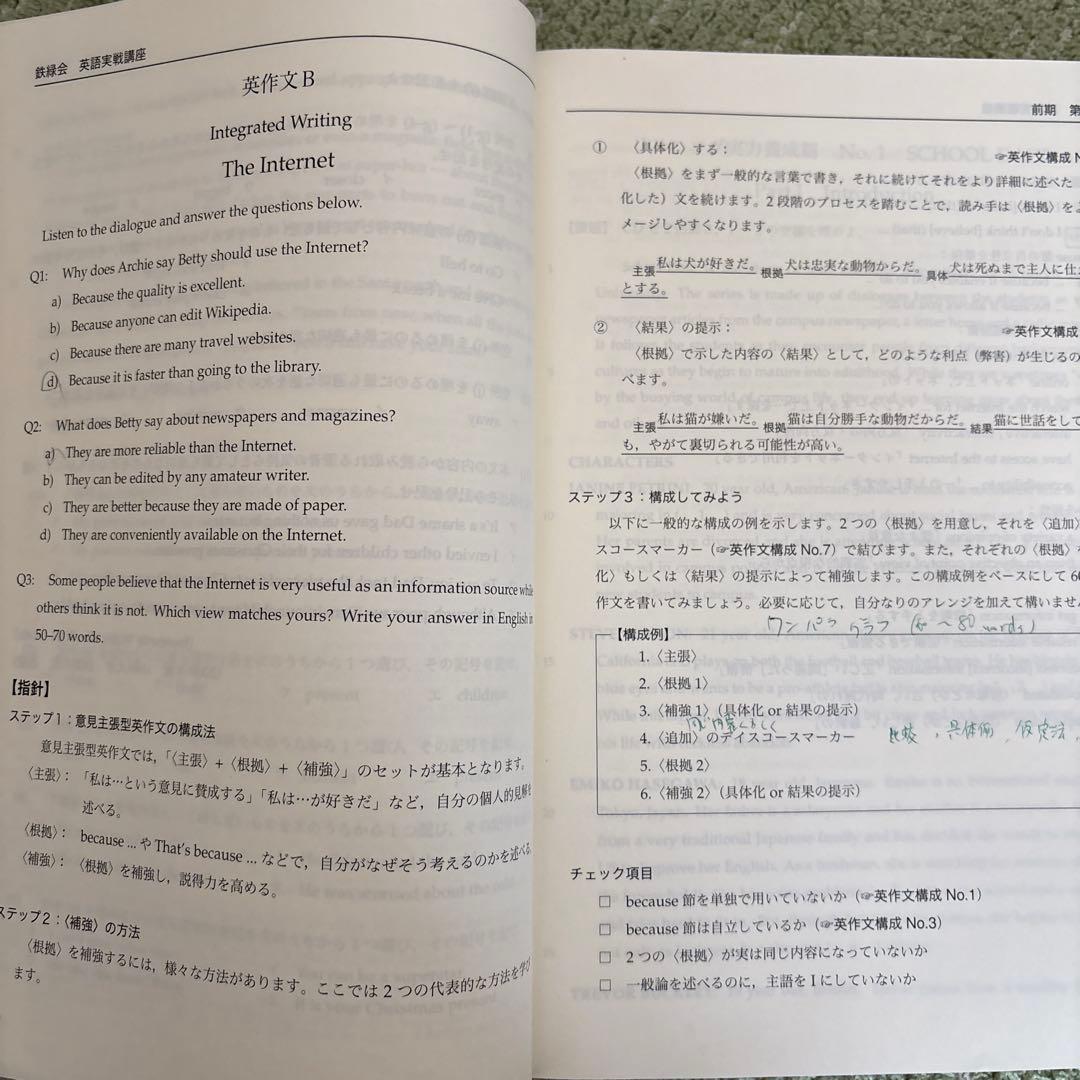 鉄緑会 英語実戦講座
英作文 B
Integrated Writing
The Internet
Listen to the dialogue and answer the questions below.
Q1: Why does Archie say Betty should use the Internet?
a) Because the quality is excellent.
b) Because anyone can edit Wikipedia.
c) Because there are many travel websites.
d) Because it is faster than going to the library.
Q2: What does Betty say about newspapers and magazines?
a) They are more reliable than the Internet.
b) They can be edited by any amateur writer.
c) They are better because they are made of paper.
d) They are conveniently available on the Internet.
Q3: Some people believe that the Internet is very useful as an information source while
others think it is not. Which view matches yours? Write your answer in English in
50–70 words.
【指針】
ステップ1：意見主張型英作文の構成法
意見主張型英作文では,「〈主張〉+〈根拠〉+〈補強〉」のセットが基本となります。
〈主張〉：「私は…という意見に賛成する」「私は…が好きだ」など, 自分の個人的見解を
述べる。
〈根拠〉： because ... や That's because ... などで, 自分がなぜそう考えるのかを述べる。
〈補強〉：〈根拠〉を補強し, 説得力を高める。
ステップ2：〈補強〉の方法
〈根拠〉を補強するには, 様々な方法があります。ここでは2つの代表的な方法を学び
ます。
前期 第
① 〈具体化〉する：
☞英作文構成 N
〈根拠〉をまず一般的な言葉で書き, それに続けてそれをより詳細に述べた
化した）文を続けます。2段階のプロセスを踏むことで, 読み手は〈根拠〉を
メージしやすくなります。
主張 私は犬が好きだ。 根拠 犬は忠実な動物からだ。 具体 犬は死ぬまで主人に仕
とする。
② 〈結果〉の提示：
☞英作文構成
〈根拠〉で示した内容の〈結果〉として, どのような利点（弊害）が生じるの
べます。
主張 私は猫が嫌いだ。 根拠 猫は自分勝手な動物だからだ。 結果 猫に世話をして
も, やがて裏切られる可能性が高い。
ステップ3：構成してみよう
以下に一般的な構成の例を示します。2つの〈根拠〉を用意し, それを〈追加〉
スコースマーカー（☞英作文構成 No.7）で結びます。また, それぞれの〈根拠〉
化〉もしくは〈結果〉の提示によって補強します。この構成例をベースにして 6
作文を書いてみましょう。必要に応じて, 自分なりのアレンジを加えて構いません
ワンパラグラフ (60〜80 words)
【構成例】
1.〈主張〉
2.〈根拠 1〉
3.〈補強 1〉（具体化 or 結果の提示）
4.〈追加〉のディスコースマーカー
比較, 具体例, 仮定法
5.〈根拠 2〉
6.〈補強 2〉（具体化 or 結果の提示）
チェック項目
□ because 節を単独で用いていないか（☞英作文構成 No.1）
□ because 節は自立しているか（☞英作文構成 No.3）
□ 2つの〈根拠〉が実は同じ内容になっていないか
□ 一般論を述べるのに, 主語を I にしていないか